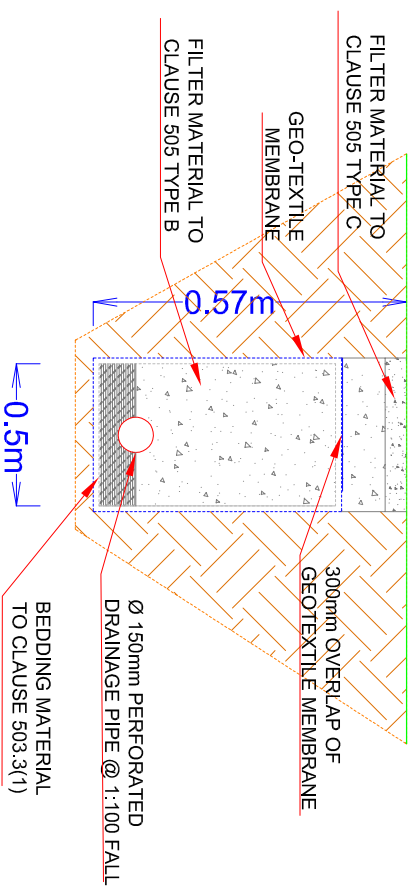 FILTER MATERIAL TO
CLAUSE 505 TYPE C
GEO-TEXTILE
MEMBRANE
FILTER MATERIAL TO
CLAUSE 505 TYPE B
0.57m
0.5m
300mm OVERLAP OF
GEOTEXTILE MEMBRANE
Ø 150mm PERFORATED
DRAINAGE PIPE @ 1:100 FALL
BEDDING MATERIAL
TO CLAUSE 503.3(1)